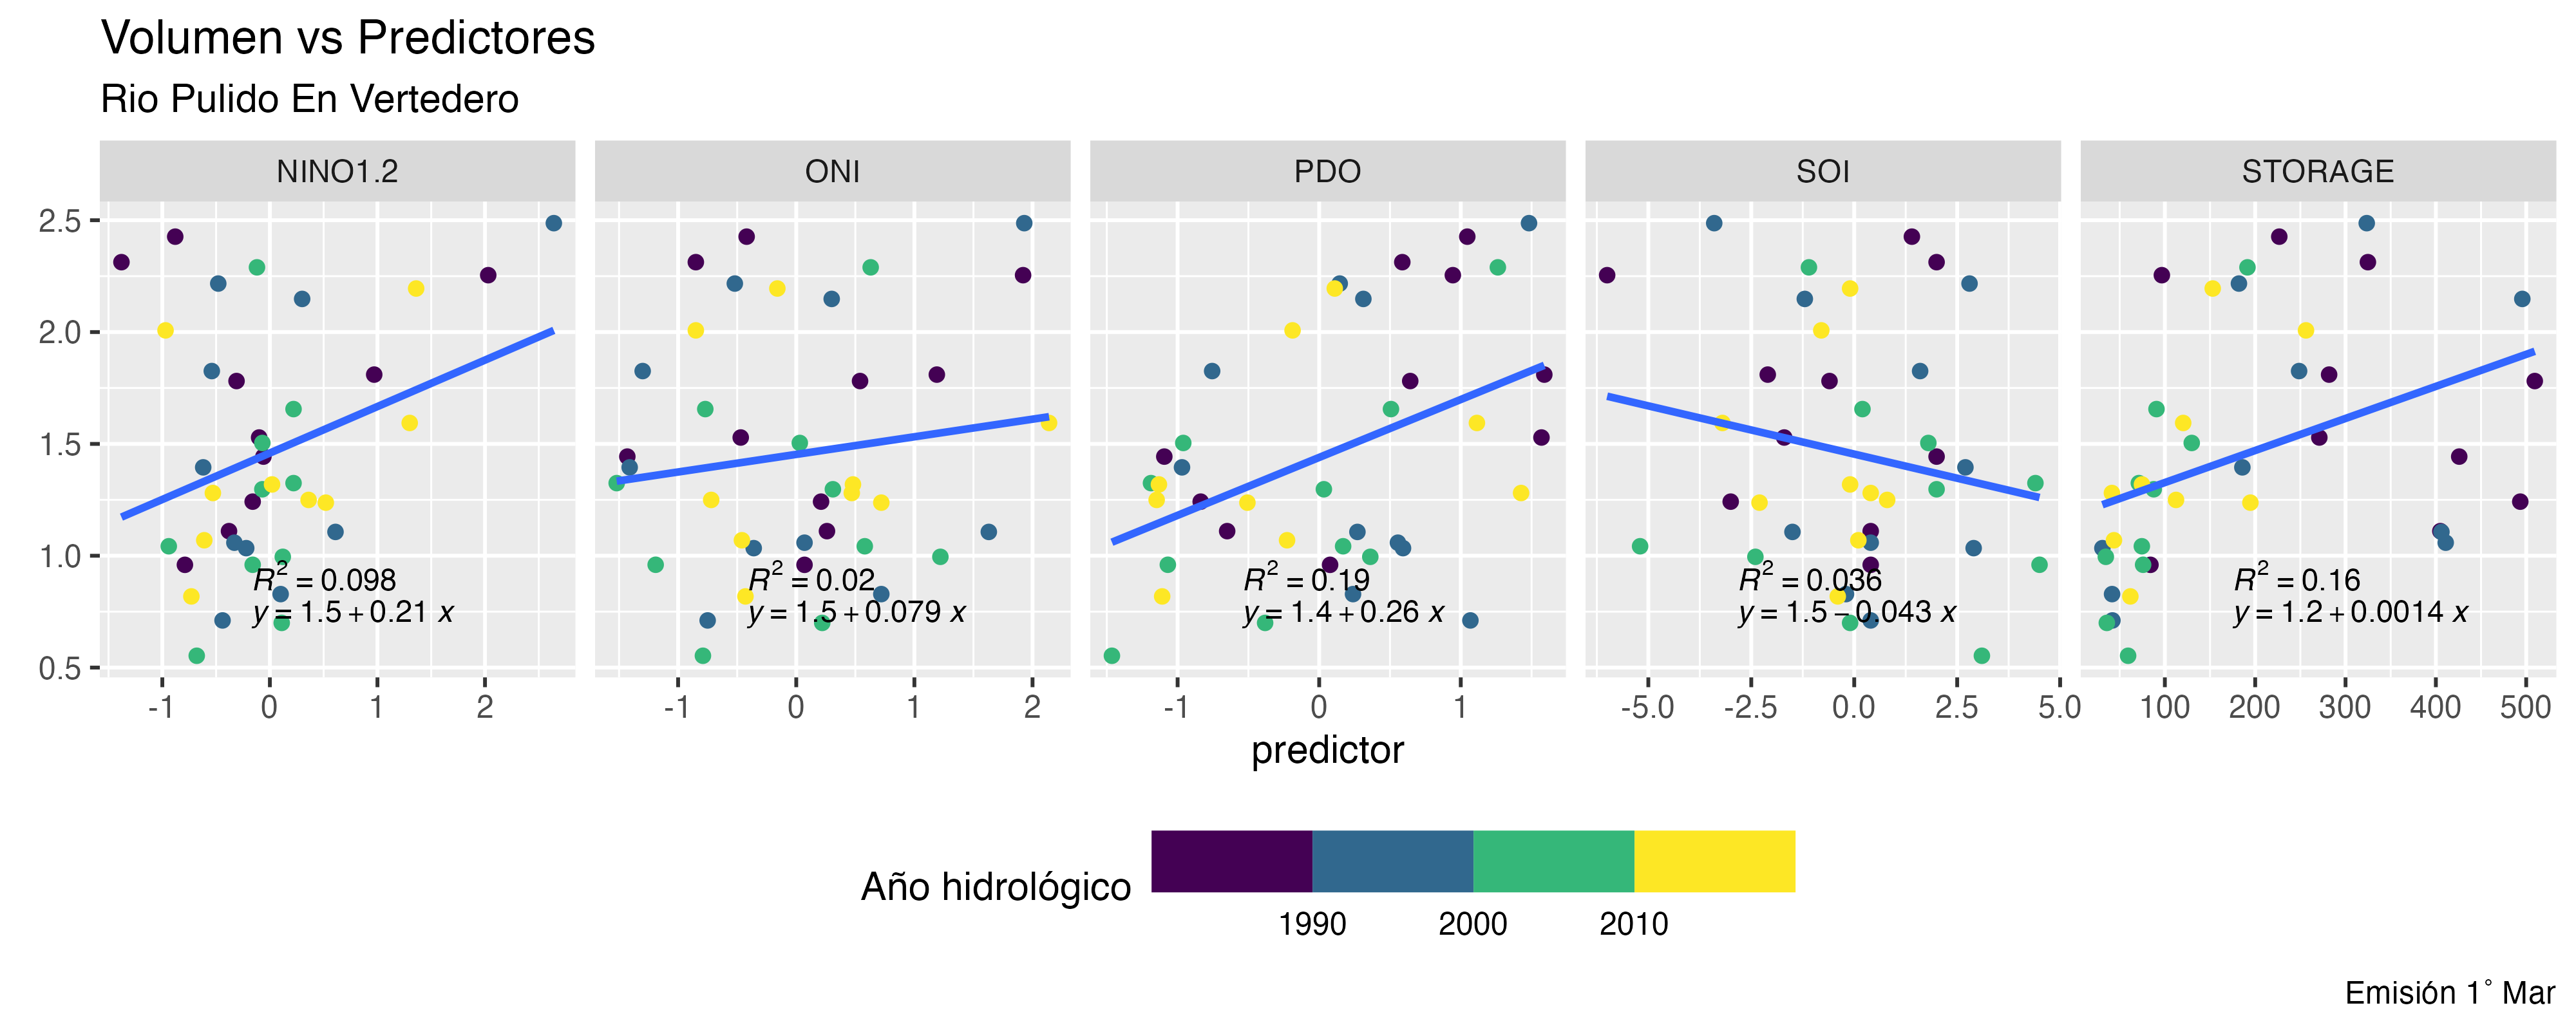 Volumen vs Predictores
Rio Pulido En Vertedero
NINO1.2 ONI PDO SOI STORAGE
2.5
2.0
1.5
1.0
0.5
R² = 0.098 R² = 0.02 R² = 0.19 R² = 0.036 R² = 0.16
y = 1.5 + 0.21 x y = 1.5 + 0.079 x y = 1.4 + 0.26 x y = 1.5 − 0.043 x y = 1.2 + 0.0014 x
-1 0 1 2 -1 0 1 2 -1 0 1 -5.0 -2.5 0.0 2.5 5.0 100 200 300 400 500
predictor
Año hidrológico
1990 2000 2010
Emisión 1° Mar